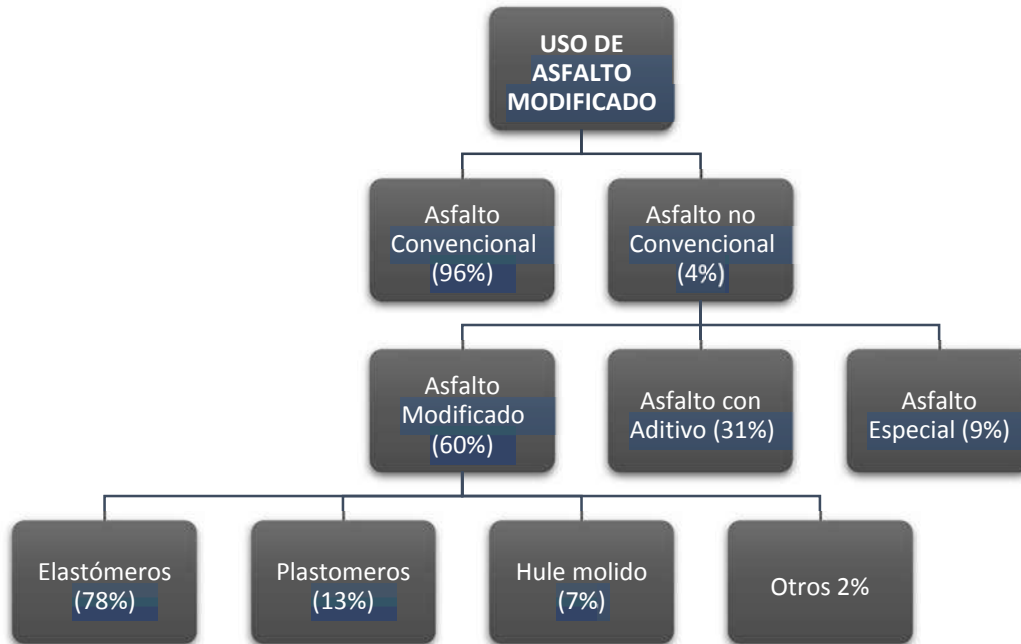 USO DE
ASFALTO
MODIFICADO
Asfalto
Convencional
(96%)
Asfalto no
Convencional
(4%)
Asfalto
Modificado
(60%)
Asfalto con
Aditivo (31%)
Asfalto
Especial (9%)
Elastómeros
(78%)
Plastomeros
(13%)
Hule molido
(7%)
Otros 2%